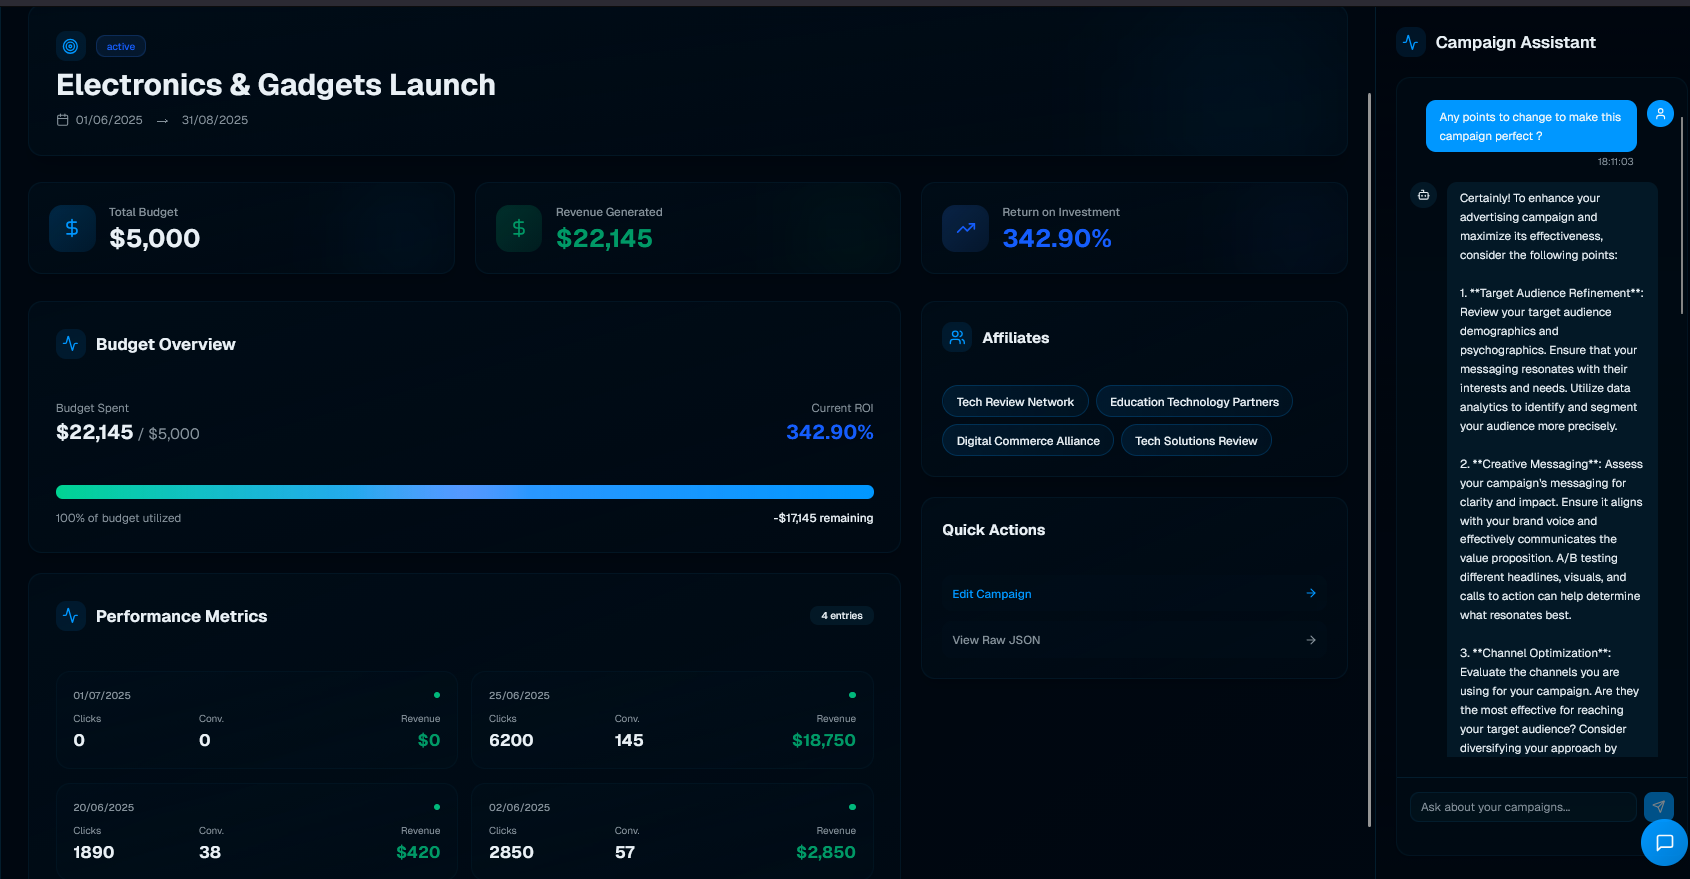 active
Electronics & Gadgets Launch
01/06/2025 → 31/08/2025
Total Budget
$5,000
Revenue Generated
$22,145
Return on Investment
342.90%
Budget Overview
Budget Spent
$22,145 / $5,000
Current ROI
342.90%
100% of budget utilized
-$17,145 remaining
Affiliates
Tech Review Network
Education Technology Partners
Digital Commerce Alliance
Tech Solutions Review
Quick Actions
Edit Campaign
View Raw JSON
Performance Metrics
4 entries
01/07/2025
Clicks Conv. Revenue
0 0 $0
25/06/2025
Clicks Conv. Revenue
6200 145 $18,750
20/06/2025
Clicks Conv. Revenue
1890 38 $420
02/06/2025
Clicks Conv. Revenue
2850 57 $2,850
Campaign Assistant
Any points to change to make this
campaign perfect ?
18:11:03
Certainly! To enhance your
advertising campaign and
maximize its effectiveness,
consider the following points:
1. **Target Audience Refinement**:
Review your target audience
demographics and
psychographics. Ensure that your
messaging resonates with their
interests and needs. Utilize data
analytics to identify and segment
your audience more precisely.
2. **Creative Messaging**: Assess
your campaign's messaging for
clarity and impact. Ensure it aligns
with your brand voice and
effectively communicates the
value proposition. A/B testing
different headlines, visuals, and
calls to action can help determine
what resonates best.
3. **Channel Optimization**:
Evaluate the channels you are
using for your campaign. Are they
the most effective for reaching
your target audience? Consider
diversifying your approach by
Ask about your campaigns...